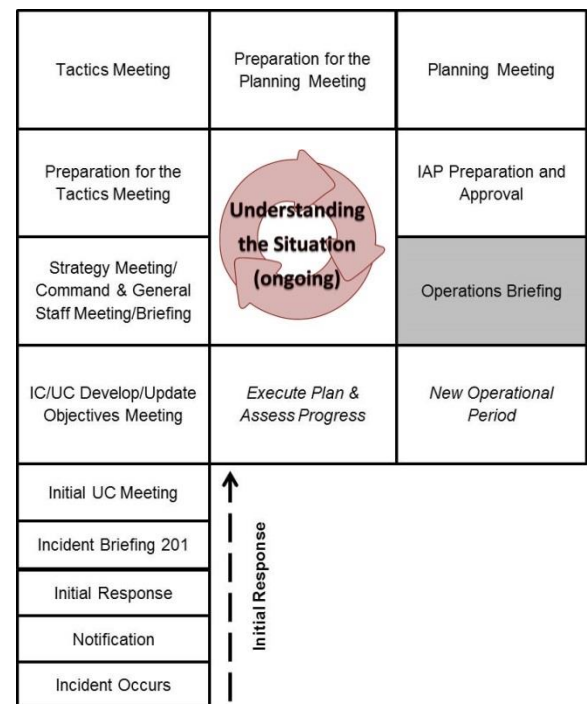 Tactics Meeting
Preparation for the
Planning Meeting
Planning Meeting
Preparation for the
Tactics Meeting
Understanding
the Situation
(ongoing)
IAP Preparation and
Approval
Strategy Meeting/
Command & General
Staff Meeting/Briefing
Operations Briefing
IC/UC Develop/Update
Objectives Meeting
Execute Plan &
Assess Progress
New Operational
Period
Initial UC Meeting
Incident Briefing 201
Initial Response
Notification
Incident Occurs
Initial Response